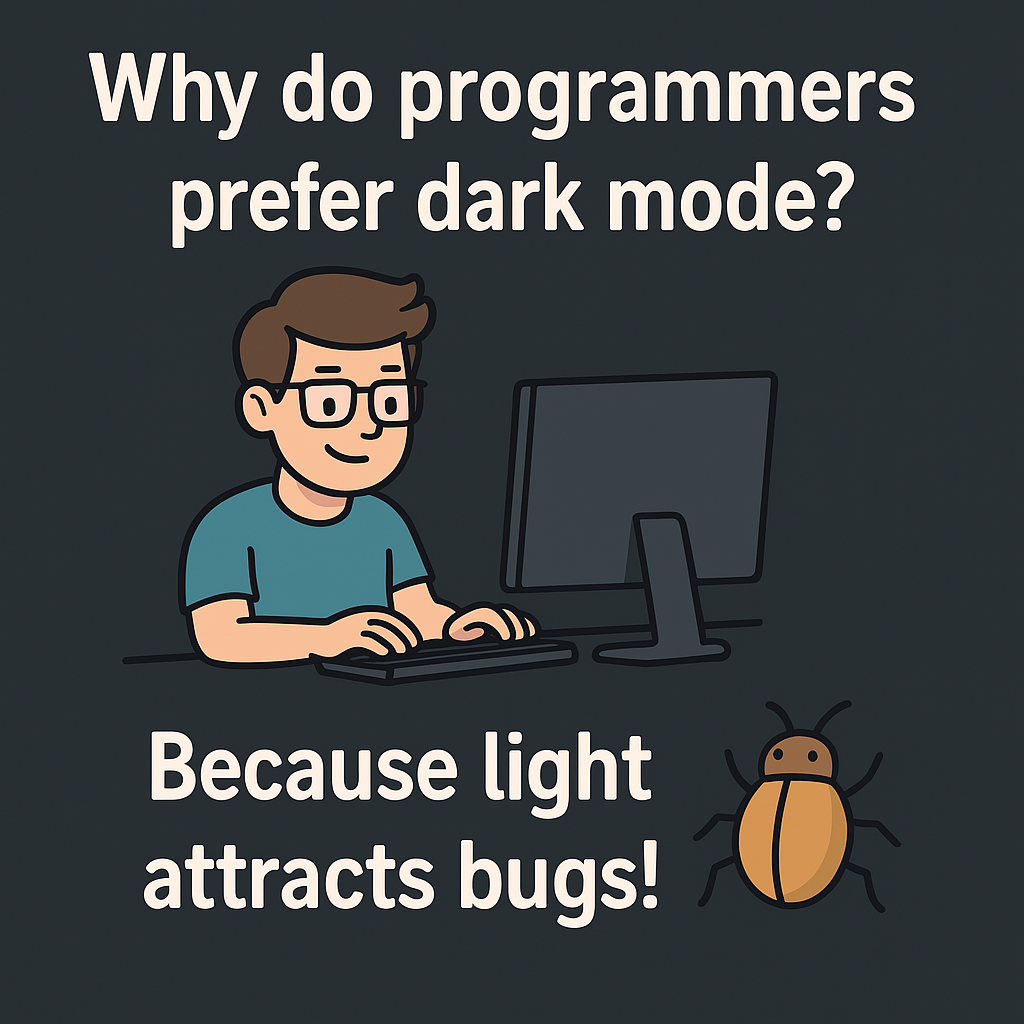 Why do programmers
prefer dark mode?
Because light
attracts bugs!